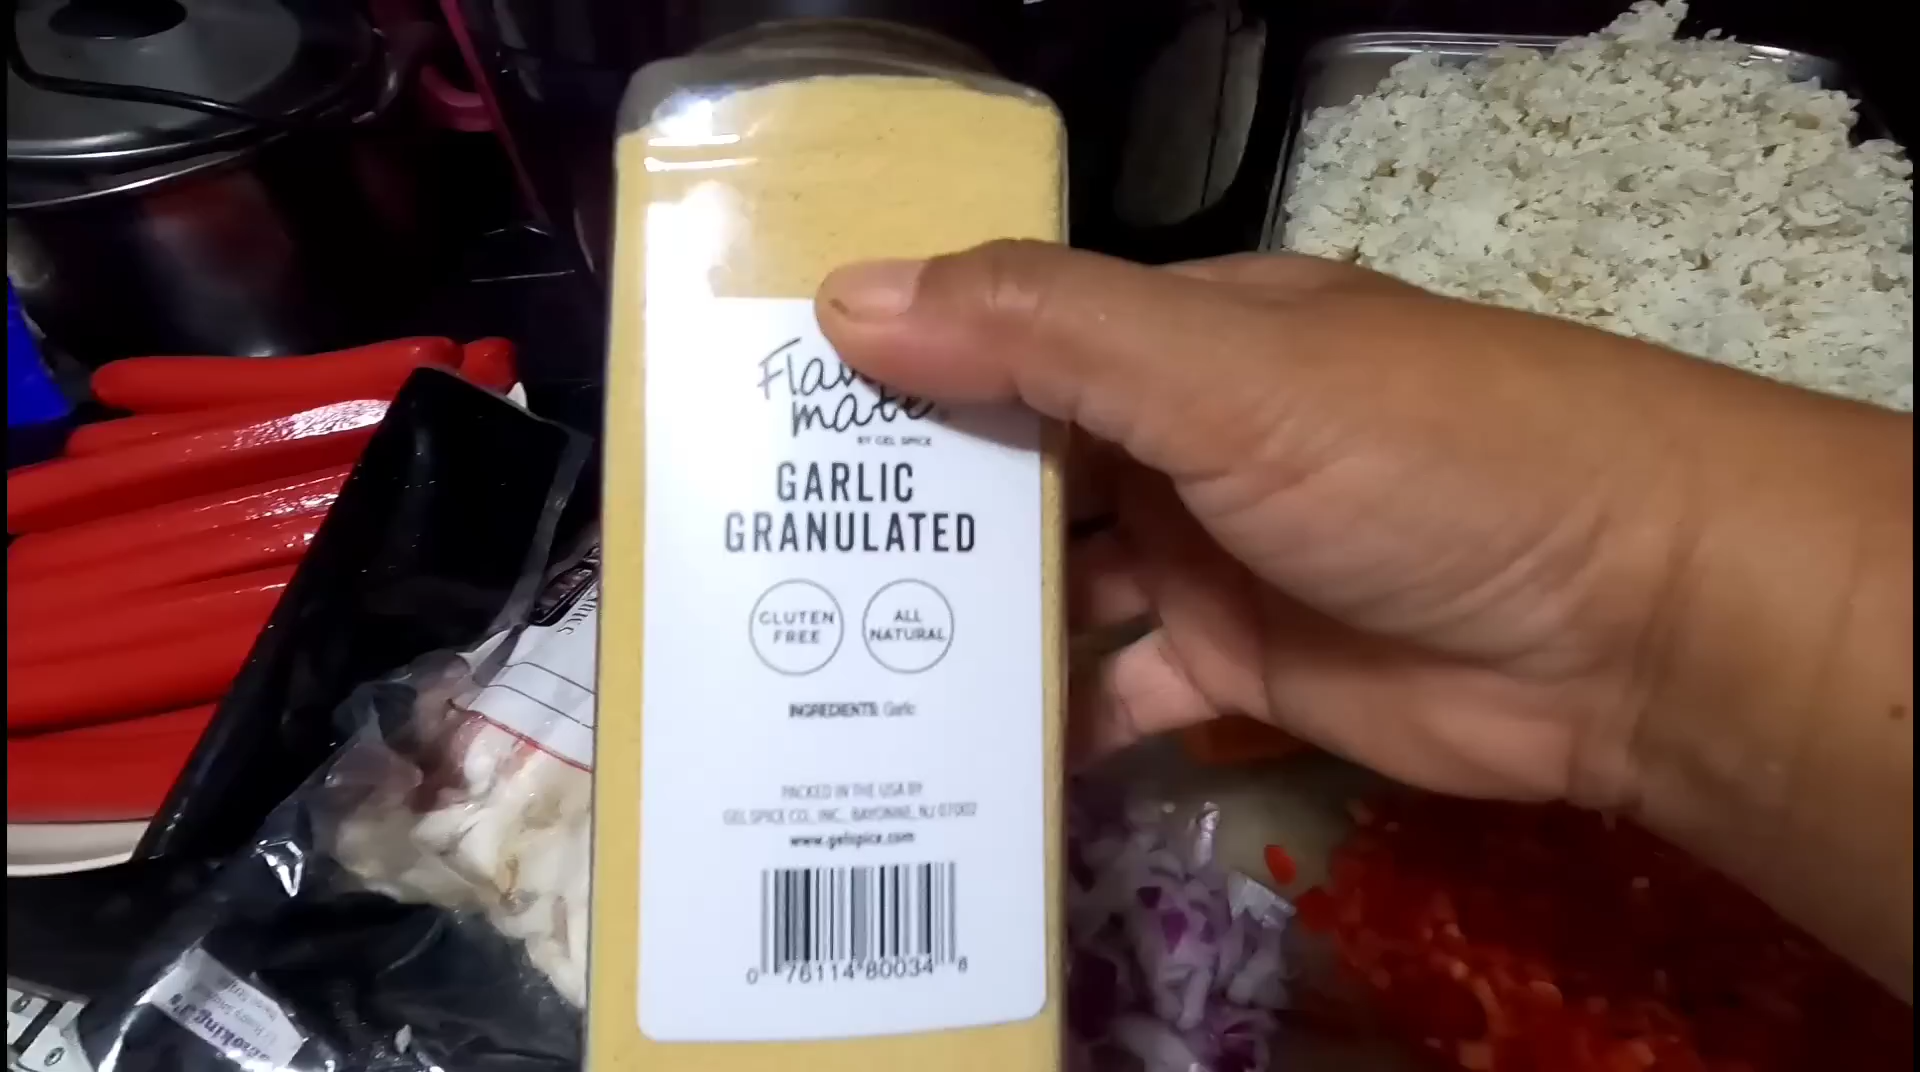 mate
BY GEL SPICE
GARLIC
GRANULATED
GLUTEN
FREE
ALL
NATURAL
INGREDIENTS: Garlic
PACKED IN THE USA BY
GEL SPICE CO., INC., BAYONNE, NJ 07002
www.gelspice.com
0 76114 80034 8